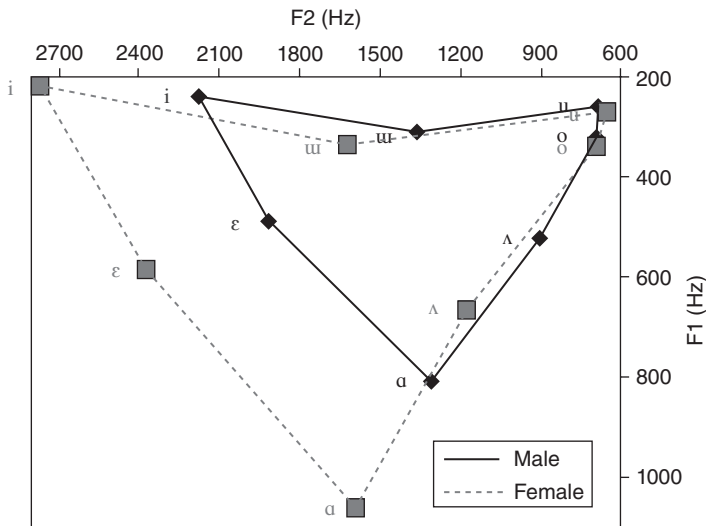 F2 (Hz)
2700 2400 2100 1800 1500 1200 900 600
200
i i u
ɯ ɯ u
o
o
400
ɛ ʌ
ɛ 600
ʌ
F1 (Hz)
ɑ 800
Male
Female
1000
ɑ